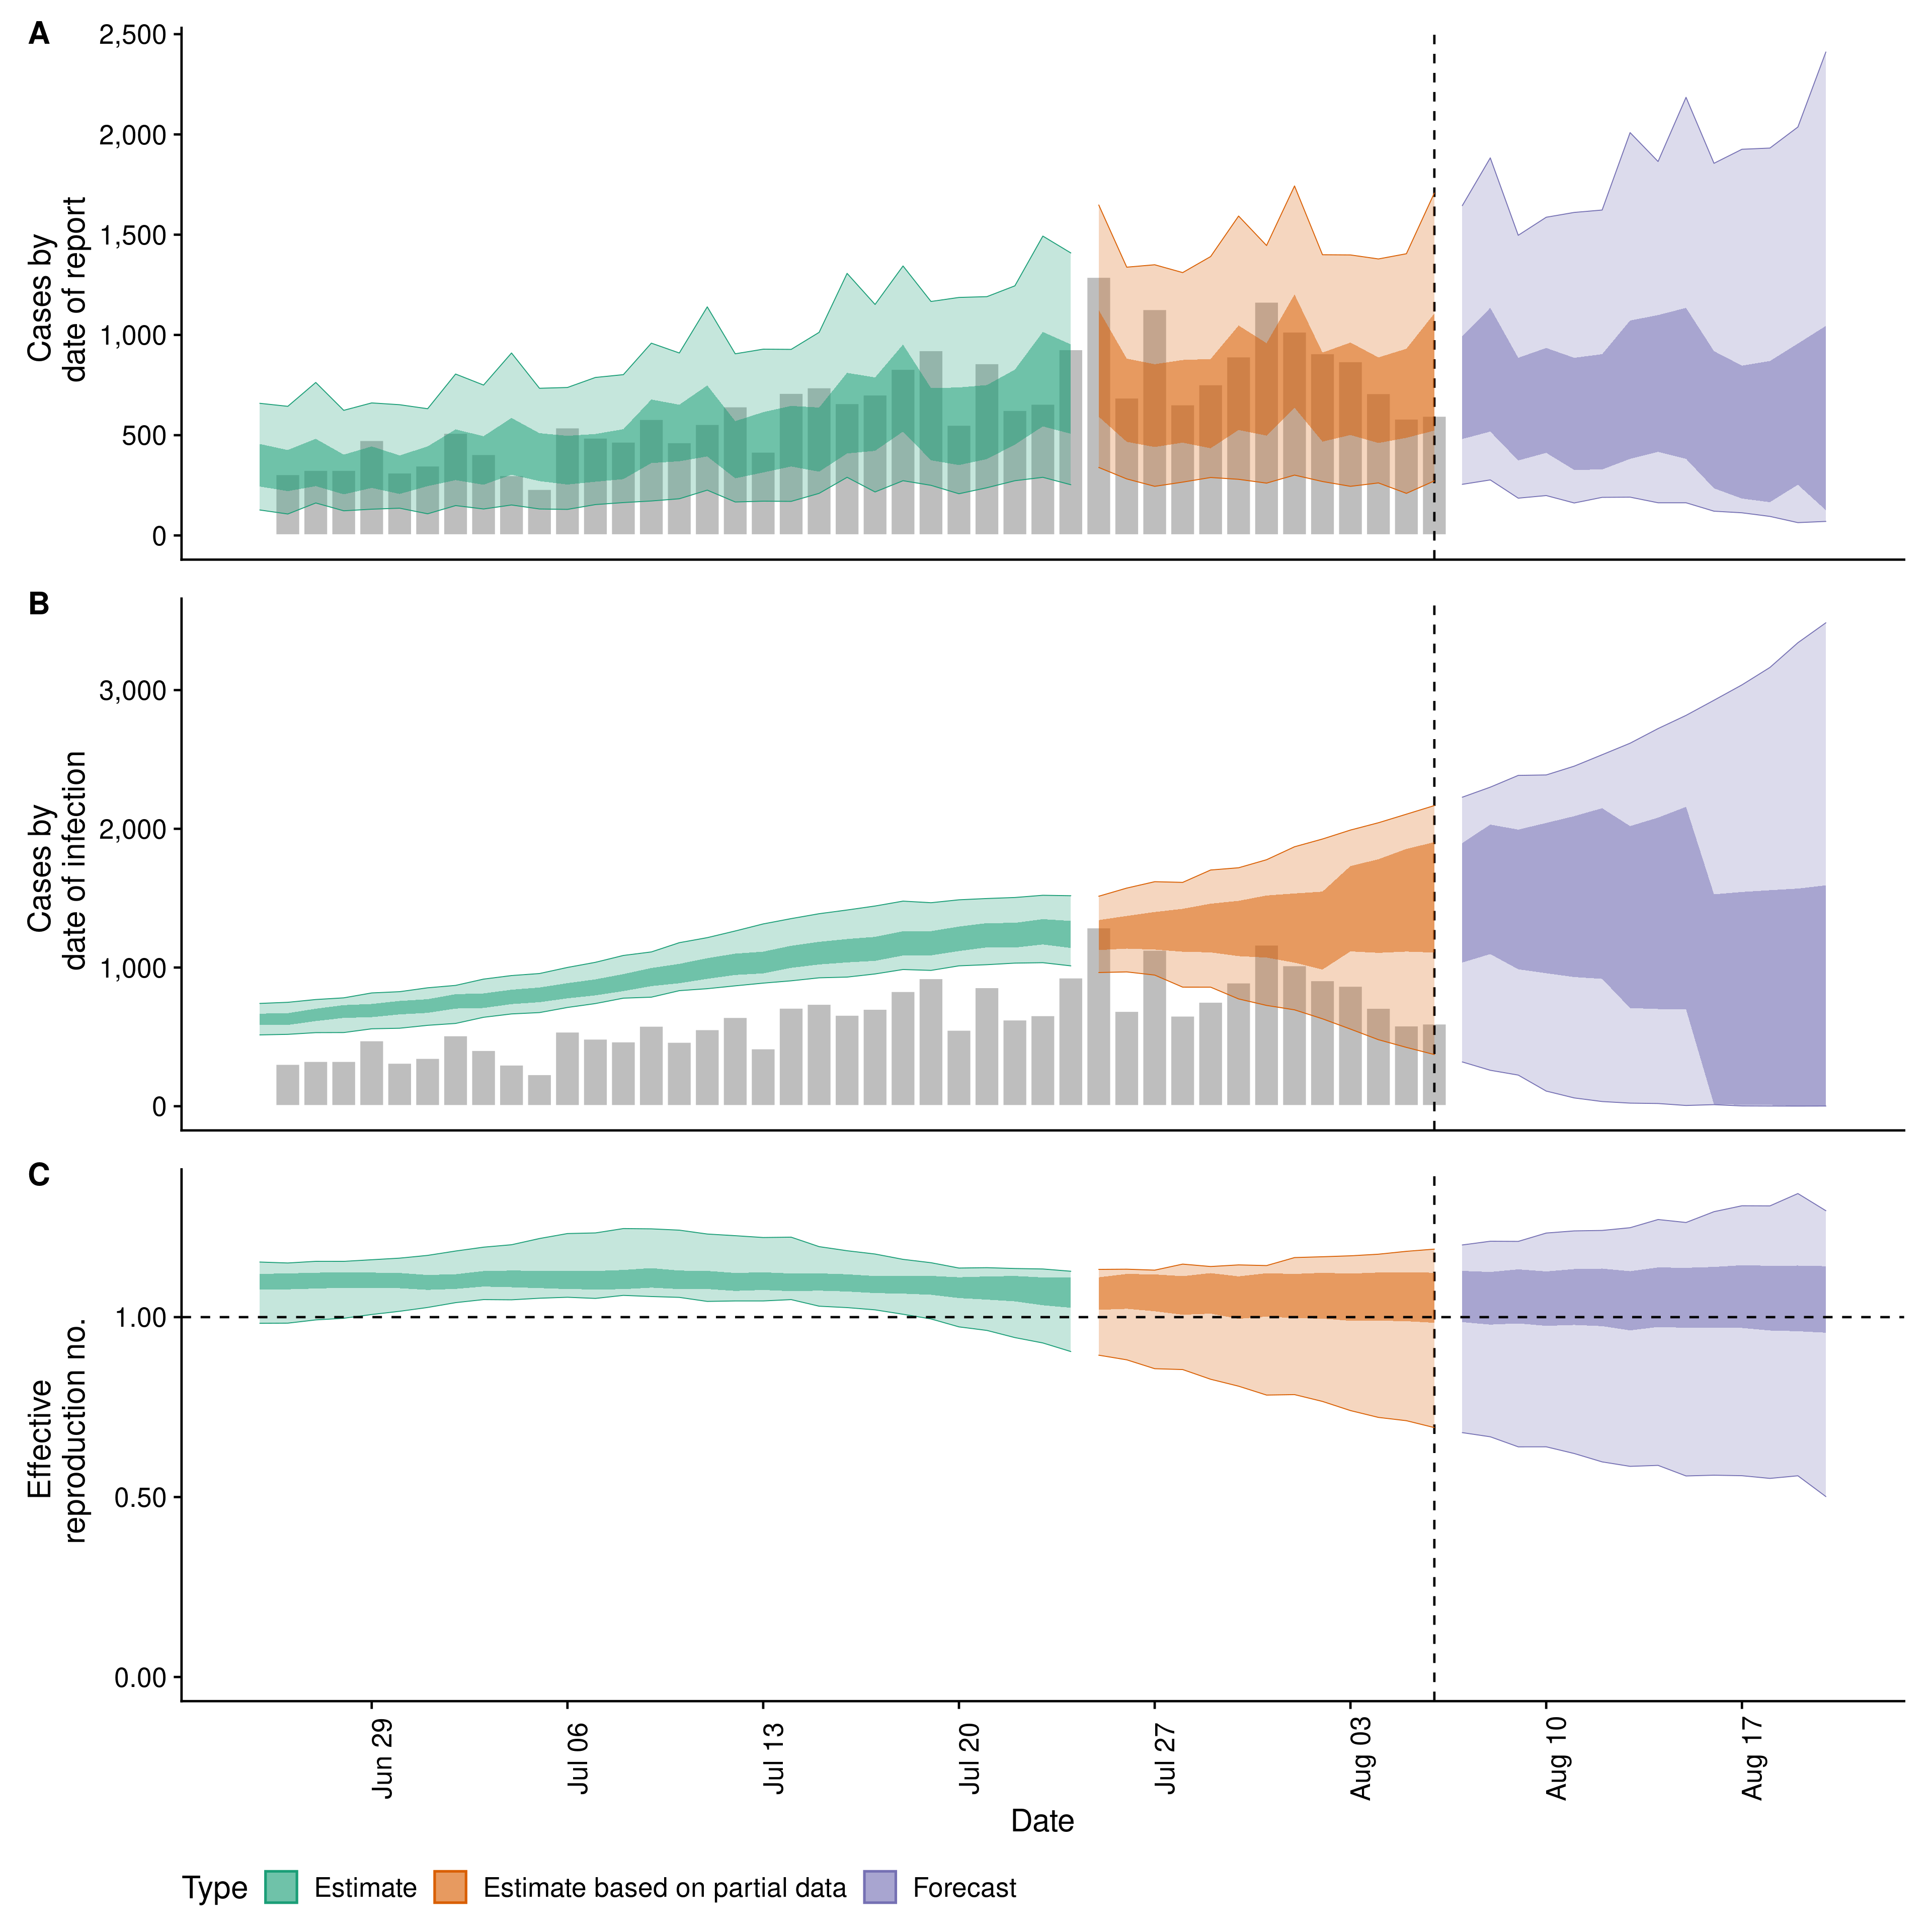 A
2,500
2,000
1,500
1,000
500
0
Cases by
date of report
B
3,000
2,000
1,000
0
Cases by
date of infection
C
1.00
0.50
0.00
Effective
reproduction no.
Jun 29
Jul 06
Jul 13
Jul 20
Jul 27
Aug 03
Aug 10
Aug 17
Date
Type Estimate Estimate based on partial data Forecast